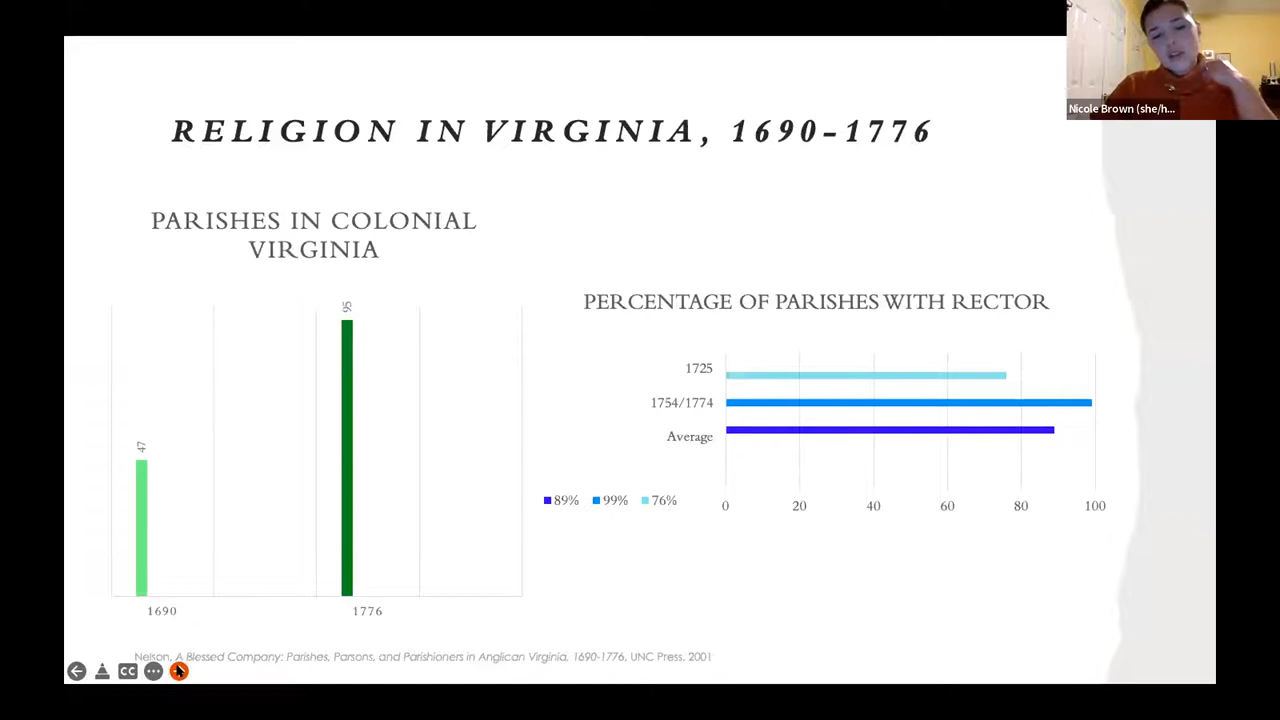 Nicole Brown (she/h...
RELIGION IN VIRGINIA, 1690-1776
PARISHES IN COLONIAL
VIRGINIA
47
95
1690
1776
PERCENTAGE OF PARISHES WITH RECTOR
1725
1754/1774
Average
89% 99% 76%
0 20 40 60 80 100
Nelson, A Blessed Company: Parishes, Parsons, and Parishioners in Anglican Virginia, 1690-1776, UNC Press, 2001
CC